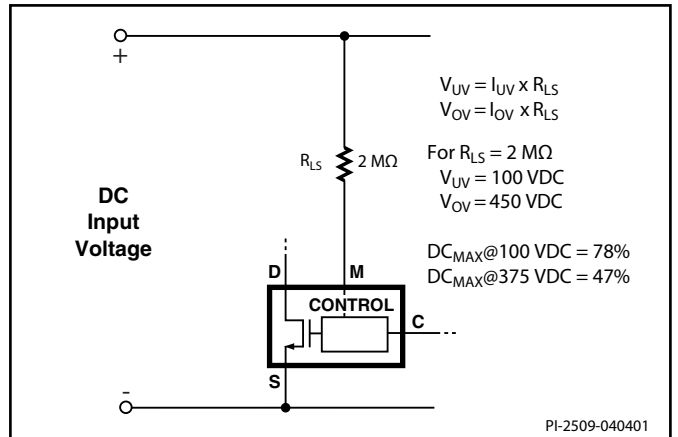 +
V_UV = I_UV x R_LS
V_OV = I_OV x R_LS
R_LS 2 MΩ
For R_LS = 2 MΩ
V_UV = 100 VDC
V_OV = 450 VDC
DC
Input
Voltage
DC_MAX@100 VDC = 78%
DC_MAX@375 VDC = 47%
D M
CONTROL
C
S
-
PI-2509-040401